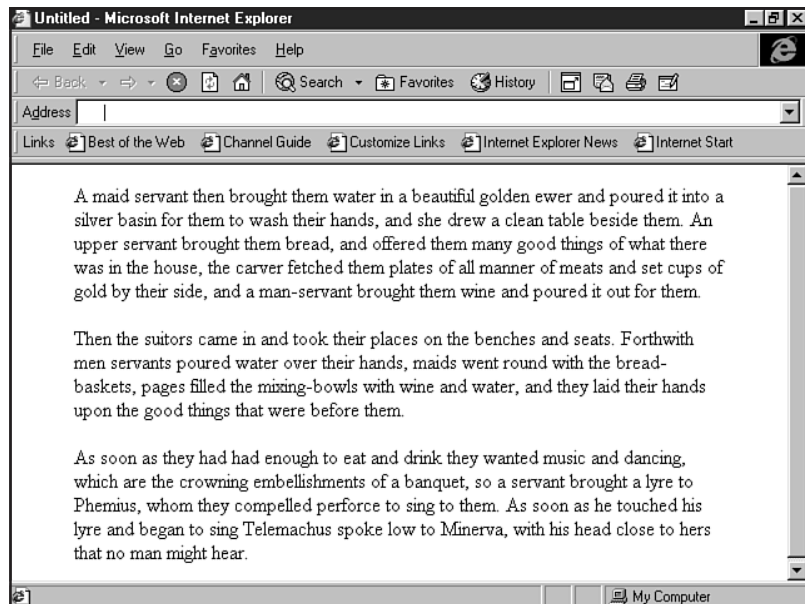 Untitled - Microsoft Internet Explorer
File Edit View Go Favorites Help
Back Search Favorites History
Address
Links Best of the Web Channel Guide Customize Links Internet Explorer News Internet Start
A maid servant then brought them water in a beautiful golden ewer and poured it into a
silver basin for them to wash their hands, and she drew a clean table beside them. An
upper servant brought them bread, and offered them many good things of what there
was in the house, the carver fetched them plates of all manner of meats and set cups of
gold by their side, and a man-servant brought them wine and poured it out for them.
Then the suitors came in and took their places on the benches and seats. Forthwith
men servants poured water over their hands, maids went round with the bread-
baskets, pages filled the mixing-bowls with wine and water, and they laid their hands
upon the good things that were before them.
As soon as they had had enough to eat and drink they wanted music and dancing,
which are the crowning embellishments of a banquet, so a servant brought a lyre to
Phemius, whom they compelled perforce to sing to them. As soon as he touched his
lyre and began to sing Telemachus spoke low to Minerva, with his head close to hers
that no man might hear.
My Computer